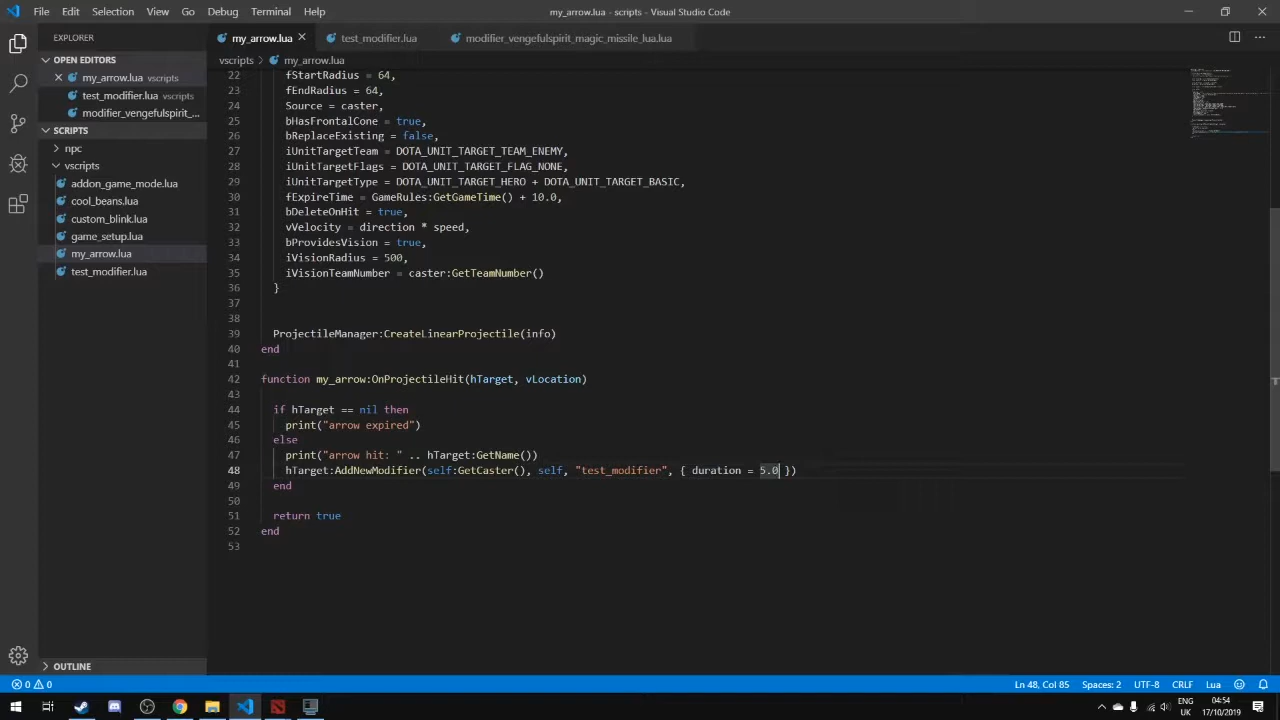 File Edit Selection View Go Debug Terminal Help
my_arrow.lua - scripts - Visual Studio Code
EXPLORER
my_arrow.lua
test_modifier.lua
modifier_vengefulspirit_magic_missile_lua.lua
OPEN EDITORS
my_arrow.lua vscripts
test_modifier.lua vscripts
modifier_vengefulspirit_...
SCRIPTS
npc
vscripts
addon_game_mode.lua
cool_beans.lua
custom_blink.lua
game_setup.lua
my_arrow.lua
test_modifier.lua
OUTLINE
vscripts > my_arrow.lua
22 fStartRadius = 64,
23 fEndRadius = 64,
24 Source = caster,
25 bHasFrontalCone = true,
26 bReplaceExisting = false,
27 iUnitTargetTeam = DOTA_UNIT_TARGET_TEAM_ENEMY,
28 iUnitTargetFlags = DOTA_UNIT_TARGET_FLAG_NONE,
29 iUnitTargetType = DOTA_UNIT_TARGET_HERO + DOTA_UNIT_TARGET_BASIC,
30 fExpireTime = GameRules:GetGameTime() + 10.0,
31 bDeleteOnHit = true,
32 vVelocity = direction * speed,
33 bProvidesVision = true,
34 iVisionRadius = 500,
35 iVisionTeamNumber = caster:GetTeamNumber()
36 }
37
38
39 ProjectileManager:CreateLinearProjectile(info)
40 end
41
42 function my_arrow:OnProjectileHit(hTarget, vLocation)
43
44 if hTarget == nil then
45 print("arrow expired")
46 else
47 print("arrow hit: " .. hTarget:GetName())
48 hTarget:AddNewModifier(self:GetCaster(), self, "test_modifier", { duration = 5.0 })
49 end
50
51 return true
52 end
53
0 0
Ln 48, Col 85 Spaces: 2 UTF-8 CRLF Lua
ENG
UK
04:54
17/10/2019